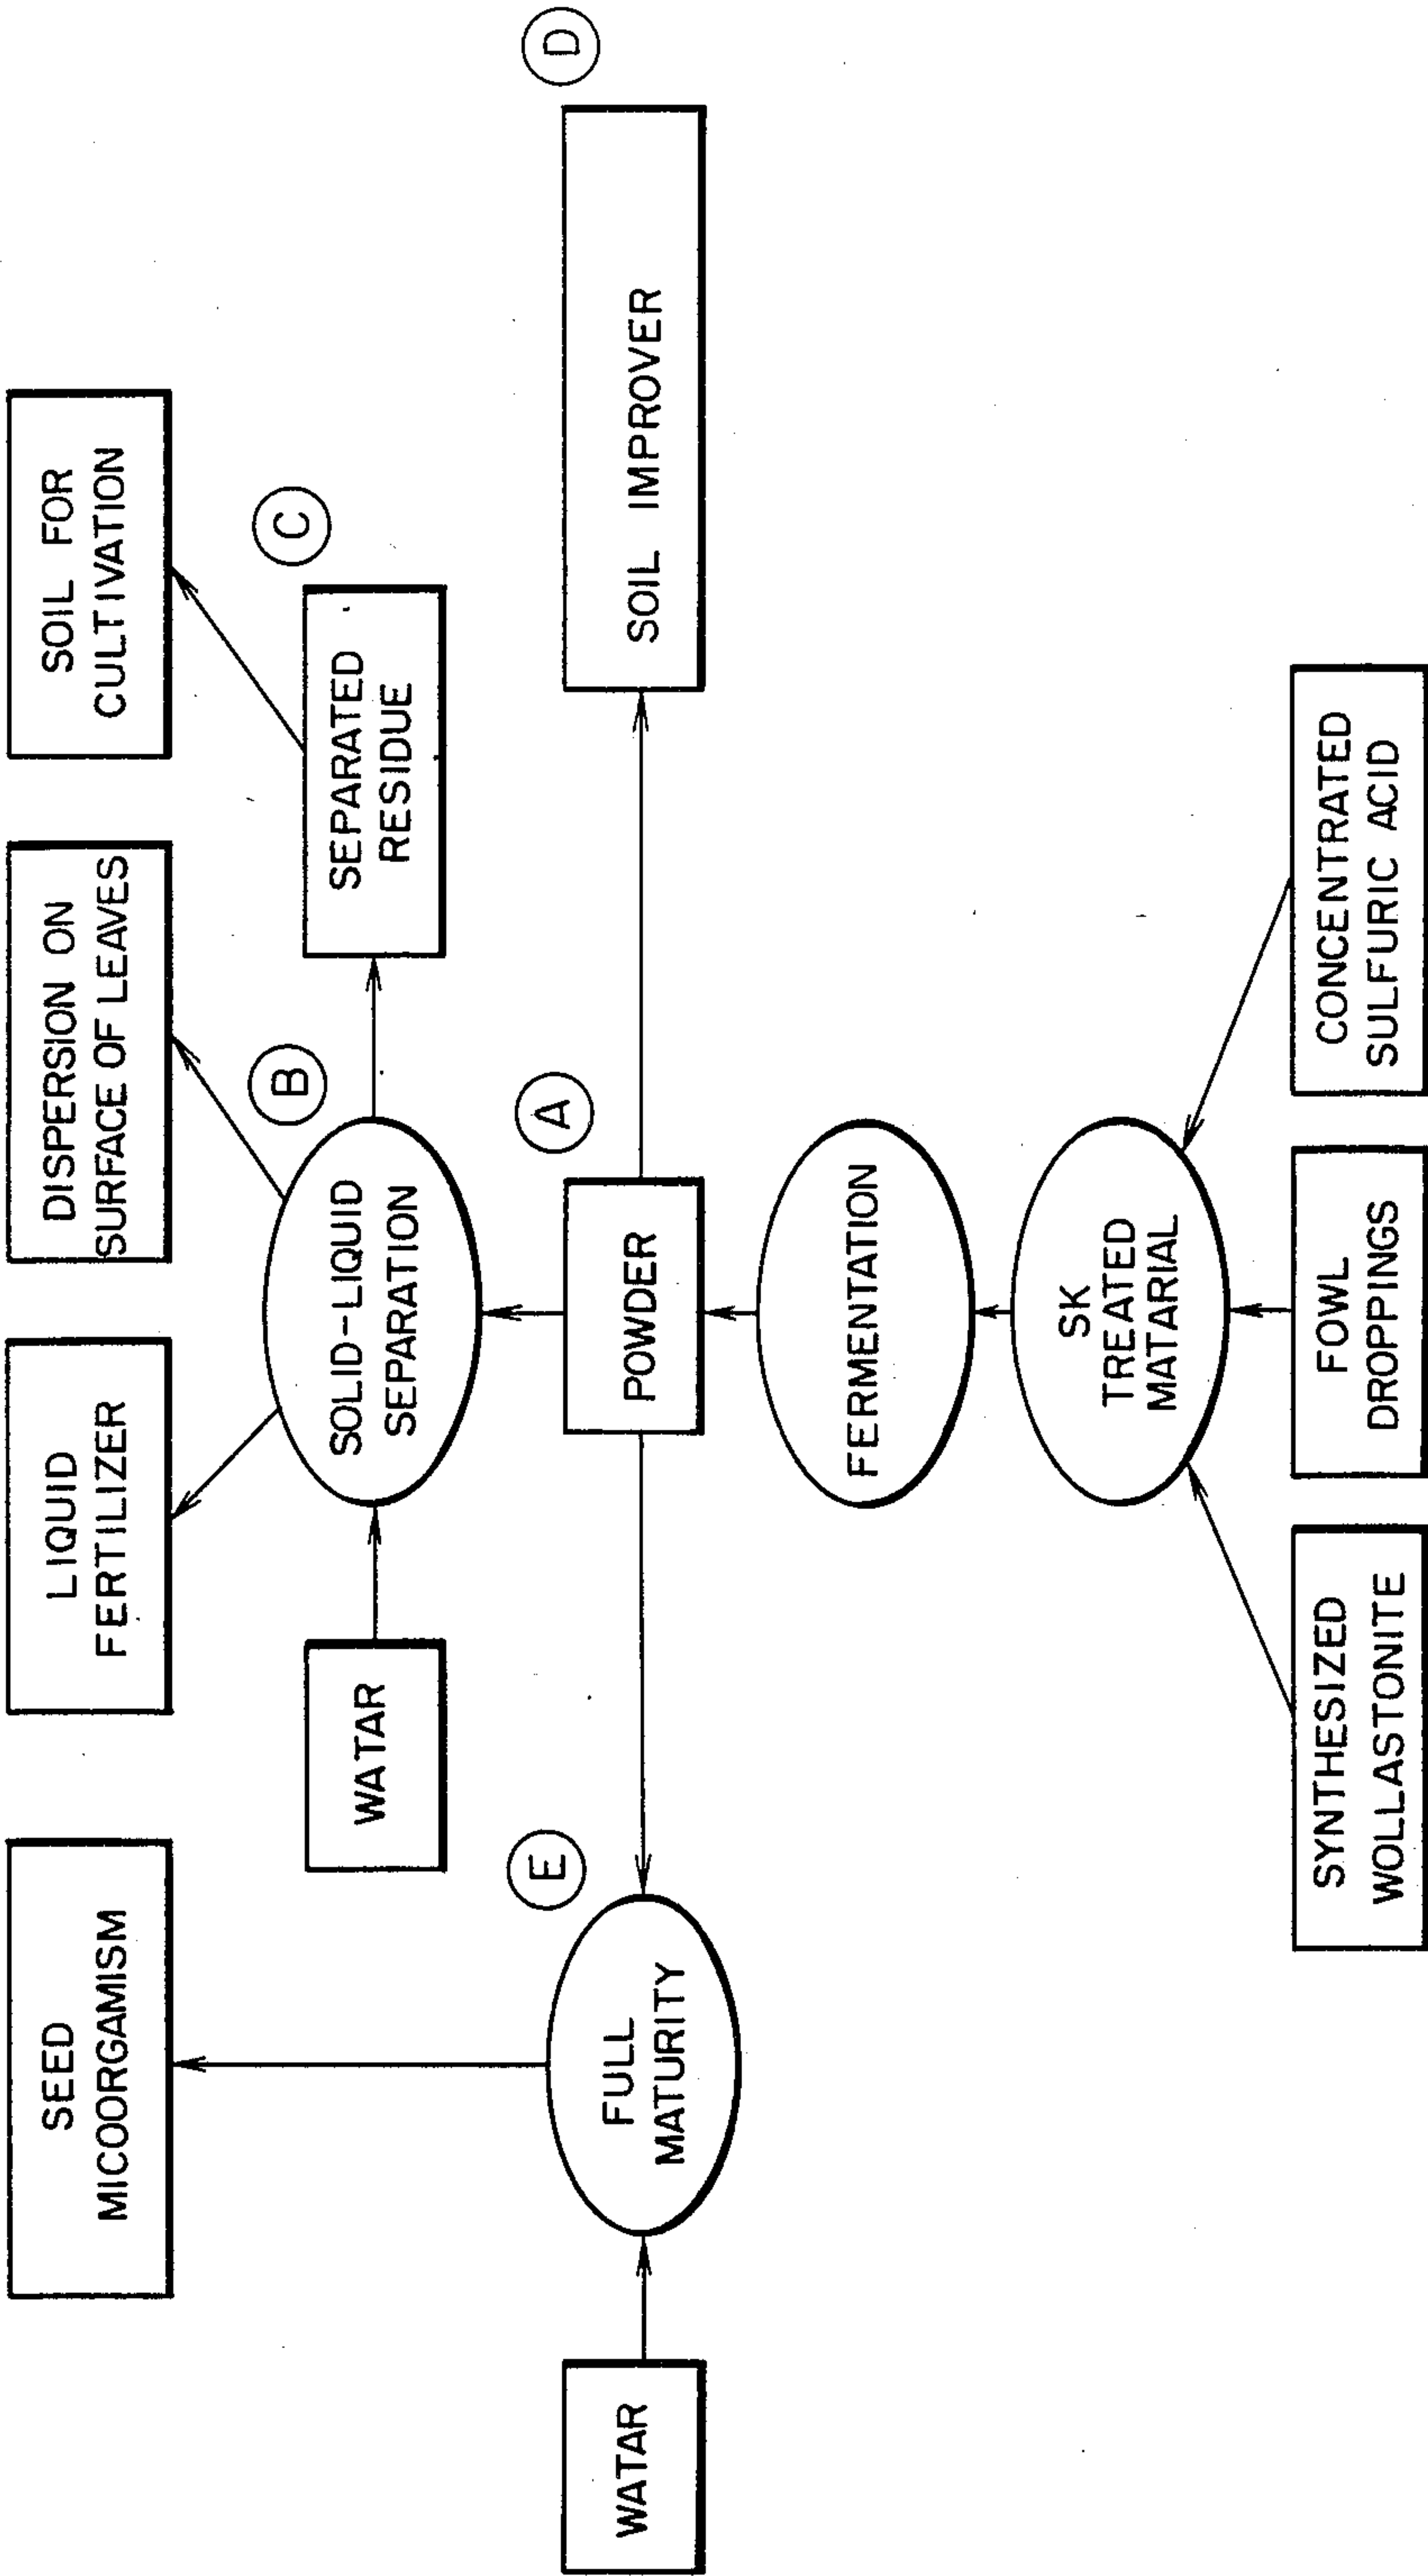 SEED
MICOORGAMISM
LIQUID
FERTILIZER
DISPERSION ON
SURFACE OF LEAVES
SOIL FOR
CULTIVATION
WATAR
SOLID-LIQUID
SEPARATION
B
SEPARATED
RESIDUE
C
WATAR
FULL
MATURITY
E
POWDER
A
SOIL IMPROVER
D
FERMENTATION
SK
TREATED
MATARIAL
SYNTHESIZED
WOLLASTONITE
FOWL
DROPPINGS
CONCENTRATED
SULFURIC ACID